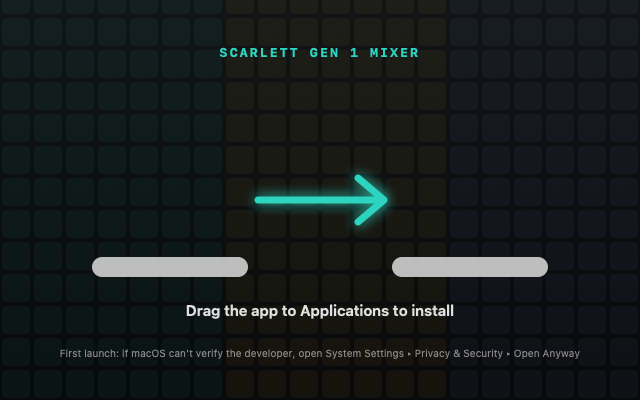 SCARLETT GEN 1 MIXER
Drag the app to Applications to install
First launch: if macOS can't verify the developer, open System Settings ▸ Privacy & Security ▸ Open Anyway